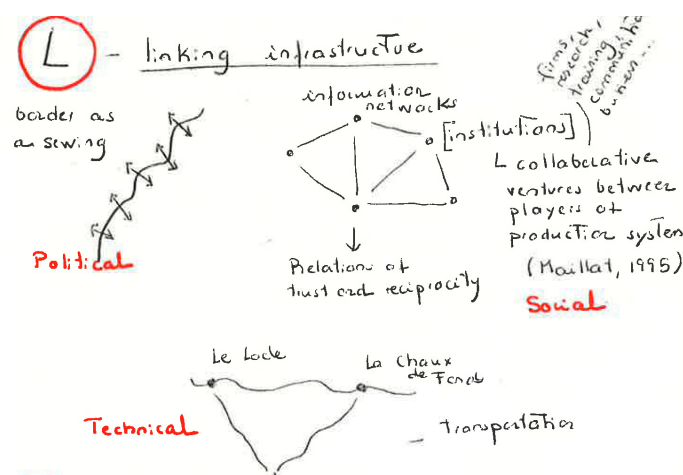 L - linking infrastructue
firms,
research,
training,
border as
a sewing
Political
information
networks
[institutions]
L collaborative
ventures between
players of
production system
(Maillat, 1995)
Social
Relations of
trust and reciprocity
Le Locle
La Chaux
de Fonds
Technical
- Transportation